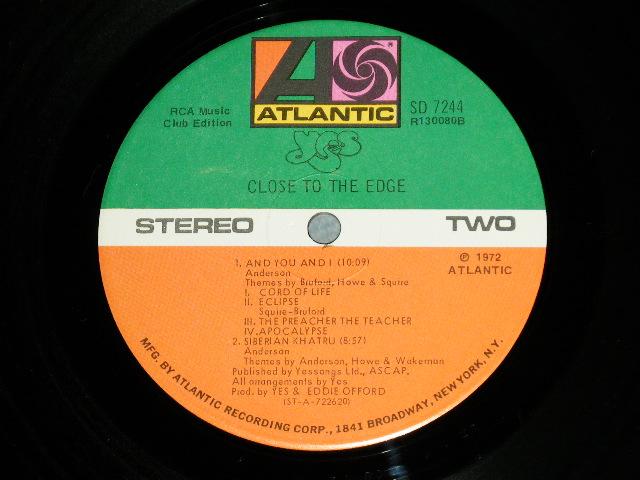 RCA Music
Club Edition
ATLANTIC
®
SD 7244
R130080B
Yes
CLOSE TO THE EDGE
STEREO
TWO
1. AND YOU AND I (10:09)
Anderson
Themes by Bruford, Howe & Squire
I. CORD OF LIFE
II. ECLIPSE
Squire-Bruford
III. THE PREACHER THE TEACHER
IV. APOCALYPSE
2. SIBERIAN KHATRU (8:57)
Anderson
Themes by Anderson, Howe & Wakeman
Published by Yessongs Ltd., ASCAP.
All arrangements by Yes
Prod. by YES & EDDIE OFFORD
(ST-A-722620)
℗ 1972
ATLANTIC
MFG. BY ATLANTIC RECORDING CORP., 1841 BROADWAY, NEW YORK, N.Y.